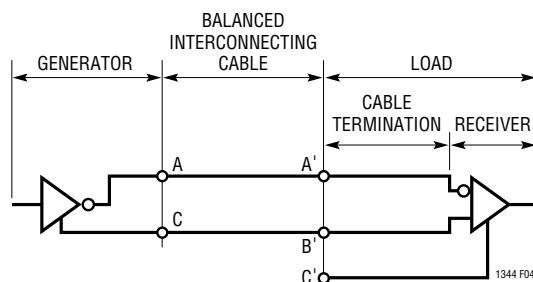 BALANCED
INTERCONNECTING
CABLE
GENERATOR
LOAD
CABLE
TERMINATION
RECEIVER
A
A'
C
B'
C'
1344 F04